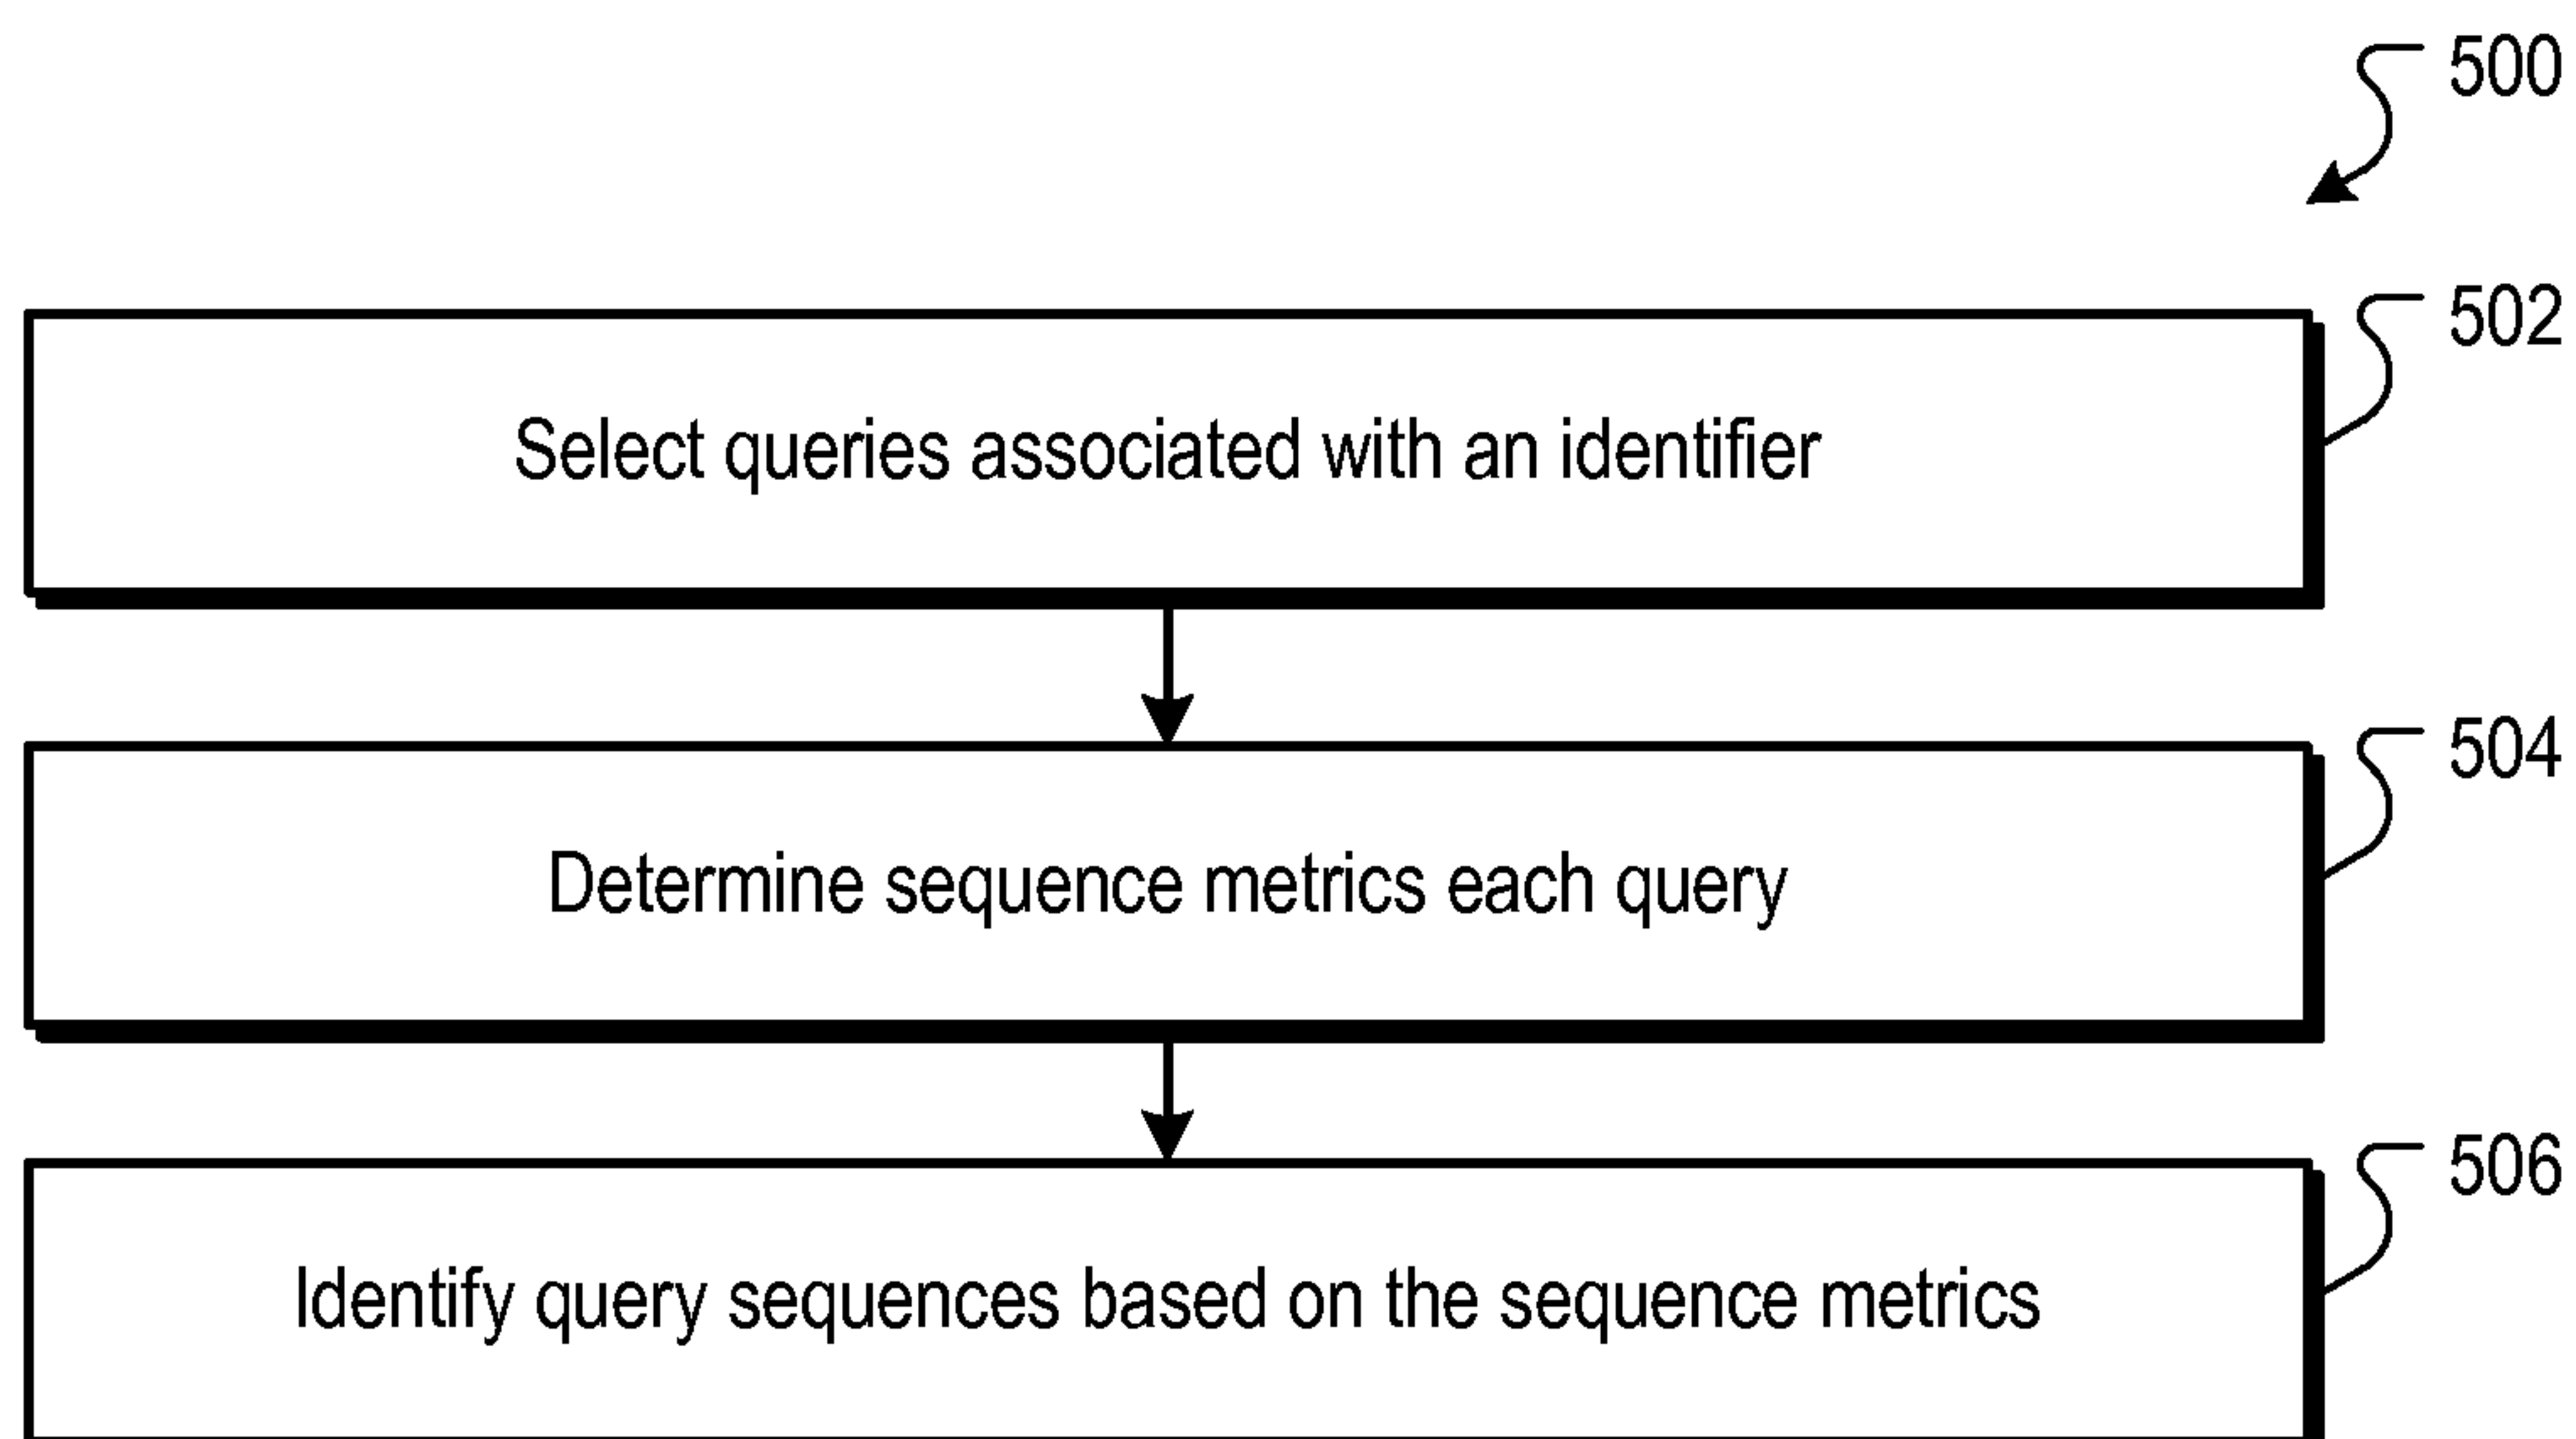 500
502
Select queries associated with an identifier
504
Determine sequence metrics each query
506
Identify query sequences based on the sequence metrics